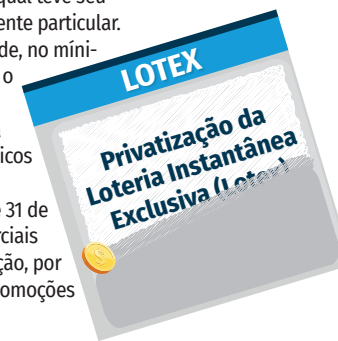 qual teve seu
ente particular.
de, no míni-
o
icos
31 de
rciais
ção, por
omoções
LOTEX
Privatização da
Loteria Instantânea
Exclusiva (Lotex)